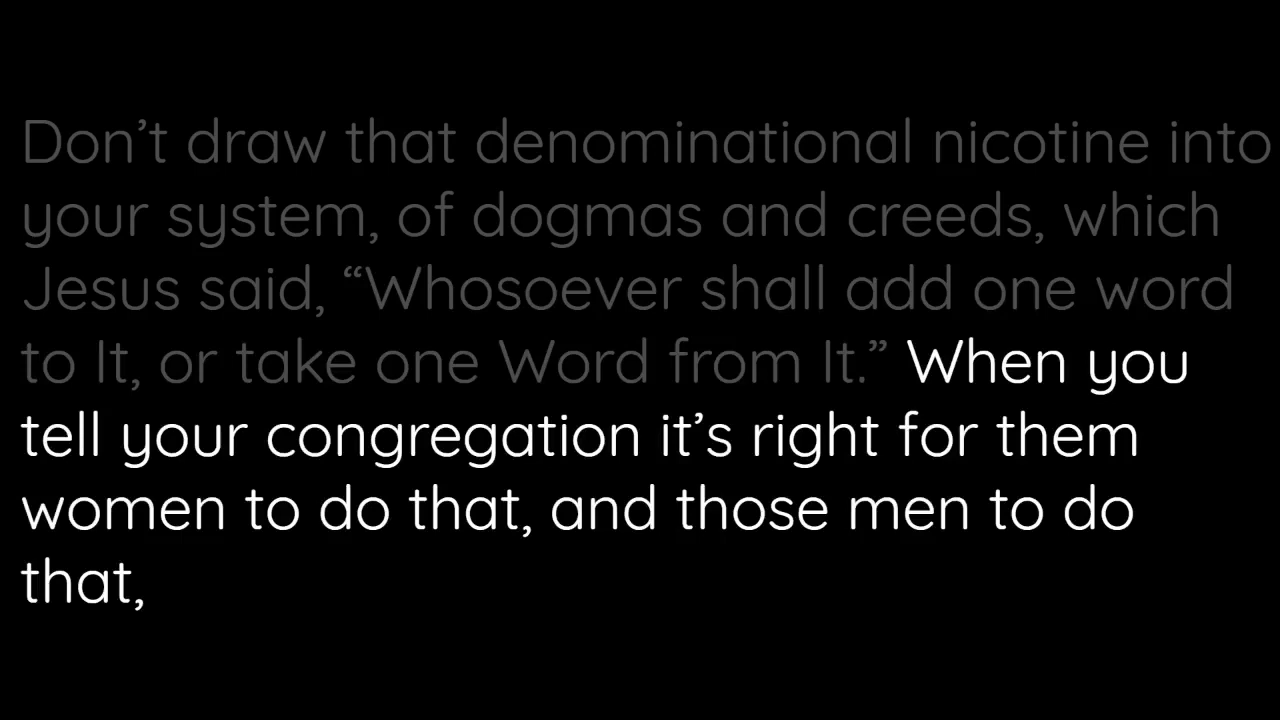 Don’t draw that denominational nicotine into
your system, of dogmas and creeds, which
Jesus said, “Whosoever shall add one word
to It, or take one Word from It.” When you
tell your congregation it’s right for them
women to do that, and those men to do
that,